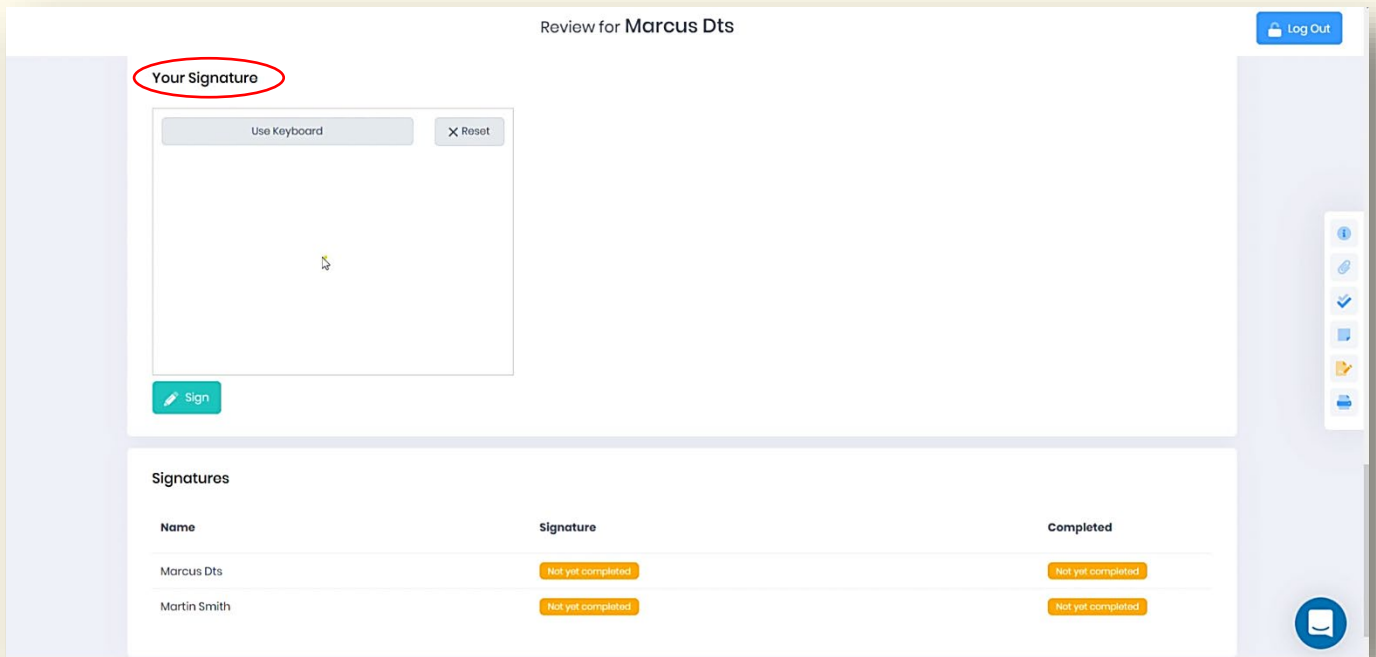 Review for Marcus Dts
Log Out
Your Signature
Use Keyboard
Reset
Sign
Signatures
Name Signature Completed
Marcus Dts Not yet completed Not yet completed
Martin Smith Not yet completed Not yet completed